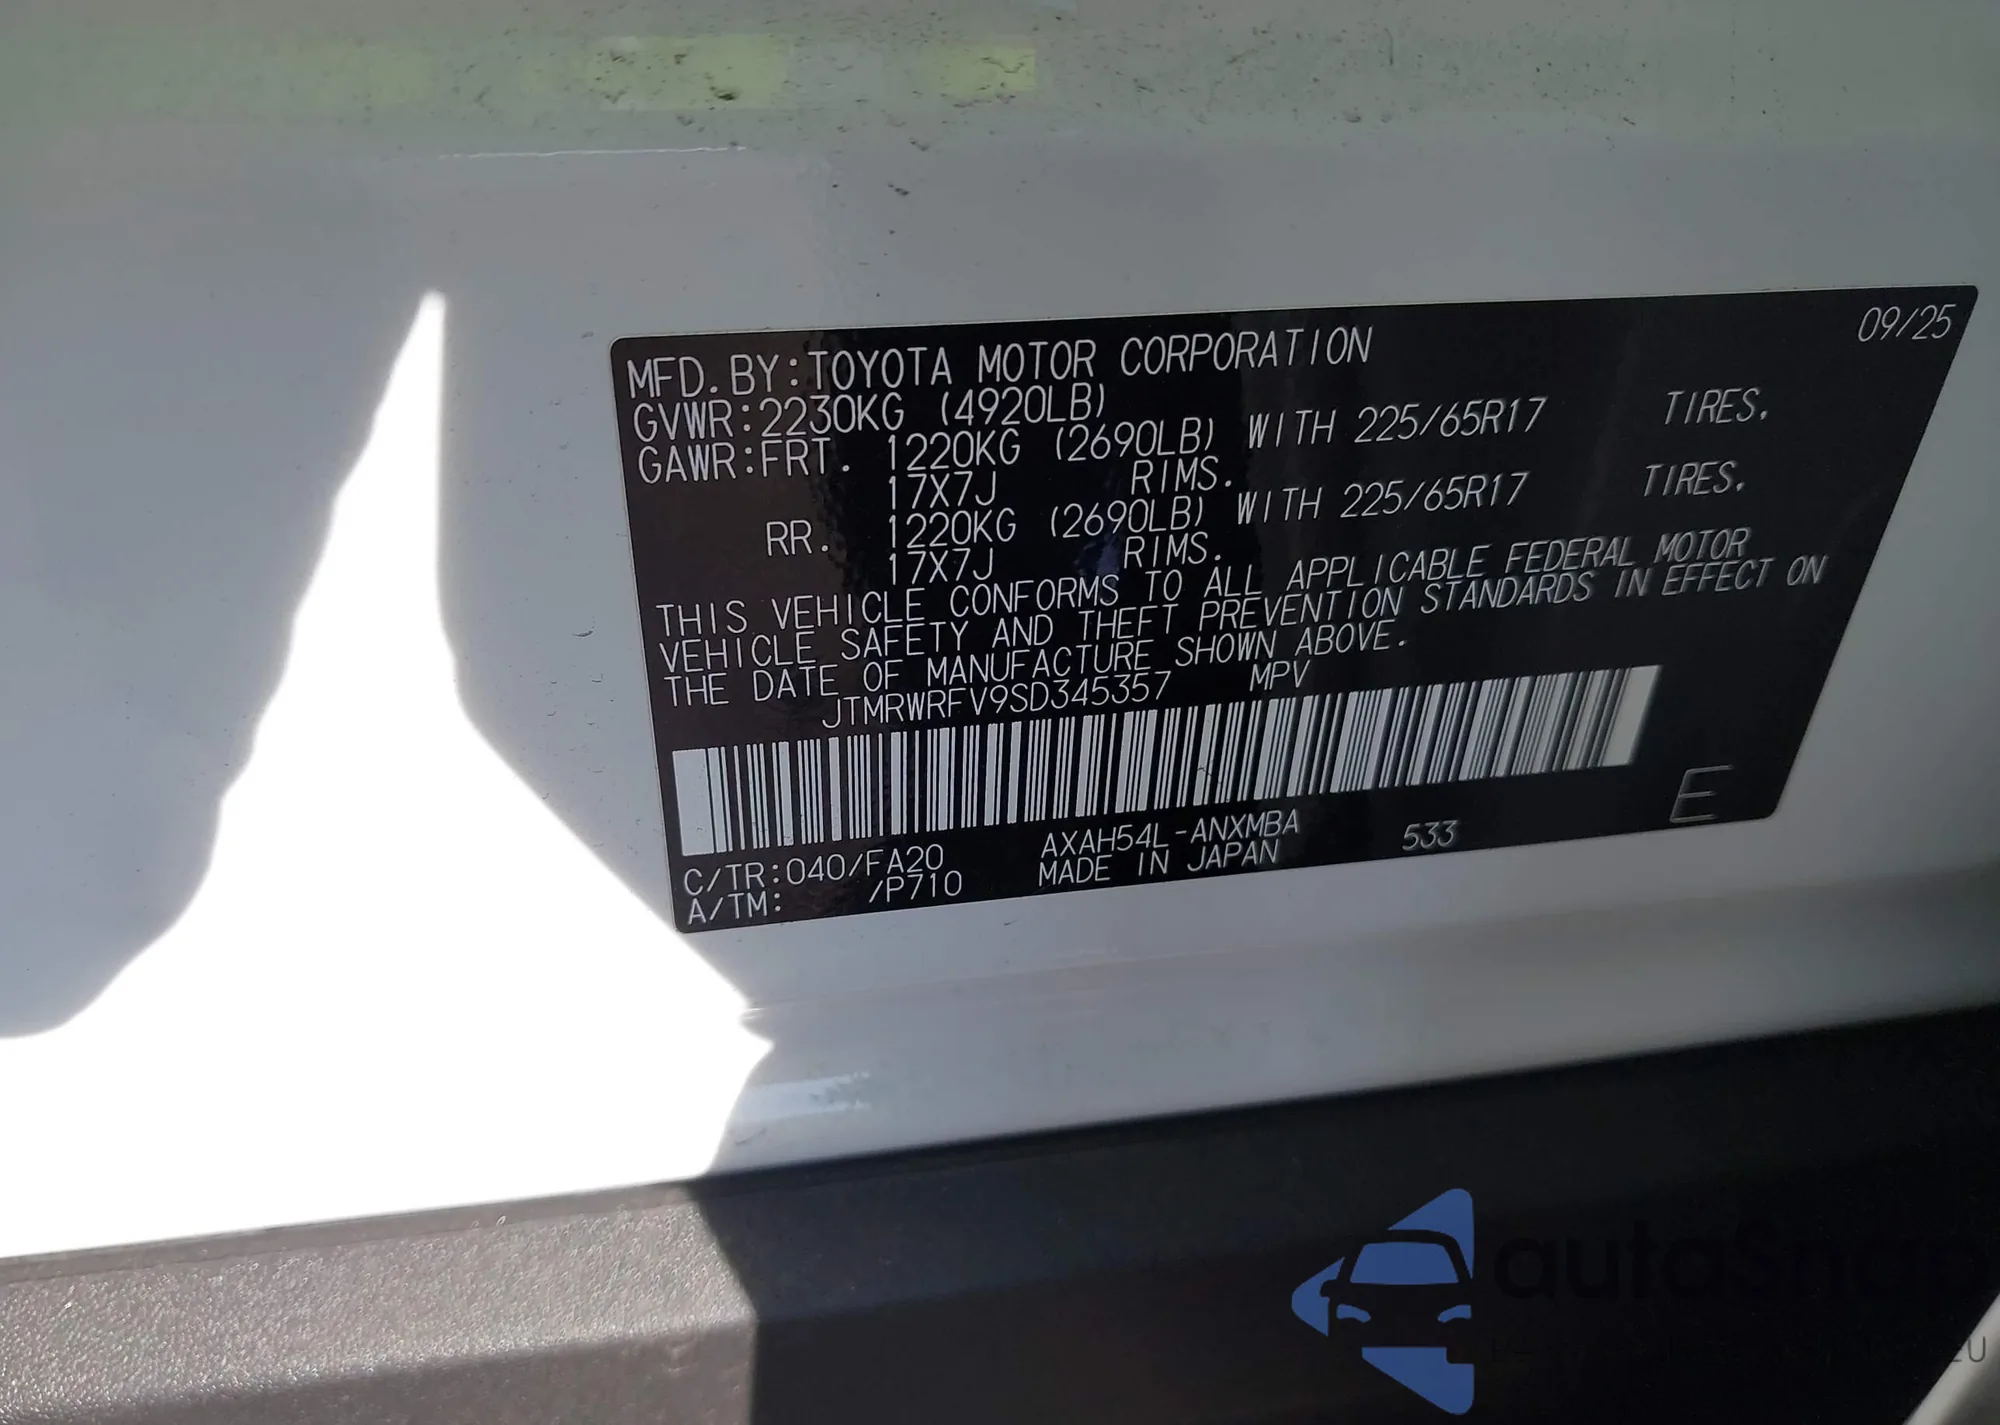 09/25
MFD.BY:TOYOTA MOTOR CORPORATION
GVWR:2230KG (4920LB)
GAWR:FRT. 1220KG (2690LB) WITH 225/65R17 TIRES.
17X7J RIMS.
RR. 1220KG (2690LB) WITH 225/65R17 TIRES.
17X7J RIMS.
THIS VEHICLE CONFORMS TO ALL APPLICABLE FEDERAL MOTOR
VEHICLE SAFETY AND THEFT PREVENTION STANDARDS IN EFFECT ON
THE DATE OF MANUFACTURE SHOWN ABOVE.
JTMRWRFV9SD345357 MPV
E
C/TR:040/FA20 AXAH54L-ANXMBA 533
A/TM: /P710 MADE IN JAPAN
autoSnap